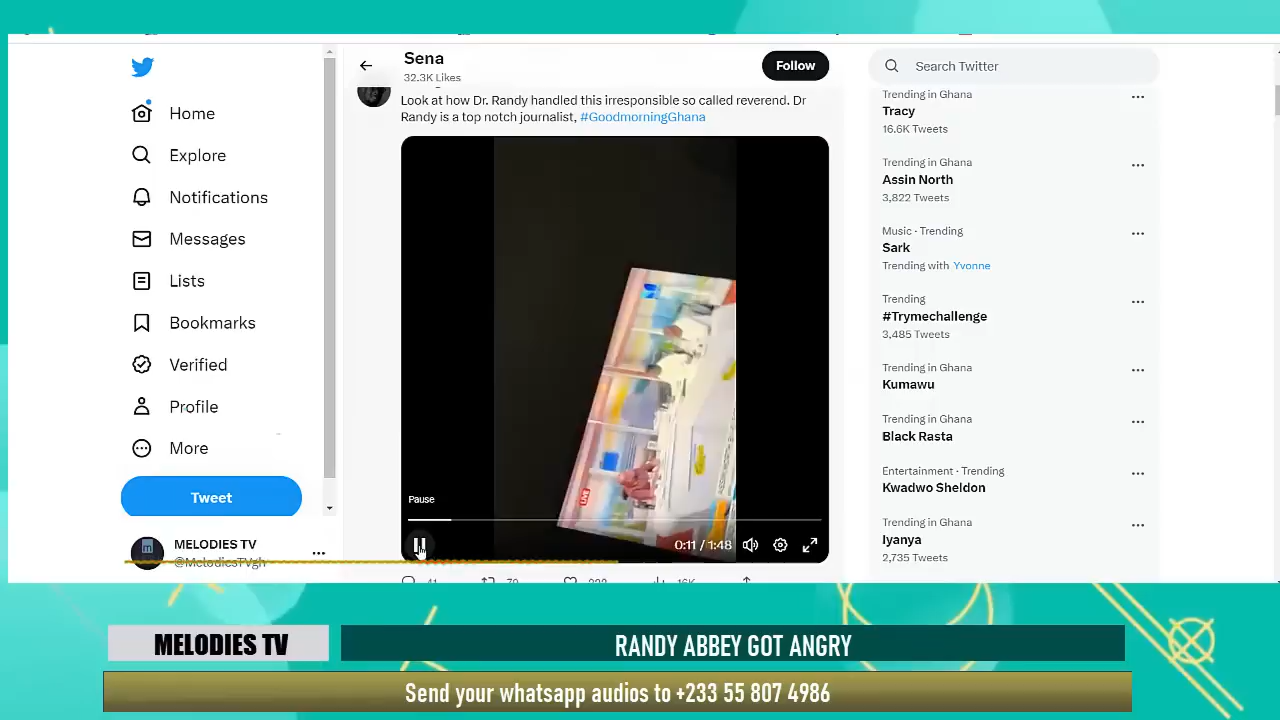 Home
Explore
Notifications
Messages
Lists
Bookmarks
Verified
Profile
More
Tweet
MELODIES TV
@MelodiesTVgh
Sena
32.3K Likes
Follow
Look at how Dr. Randy handled this irresponsible so called reverend. Dr
Randy is a top notch journalist, #GoodmorningGhana
LIVE
Pause
0:11 / 1:48
Search Twitter
Trending in Ghana
Tracy
16.6K Tweets
Trending in Ghana
Assin North
3,822 Tweets
Music · Trending
Sark
Trending with Yvonne
Trending
#Trymechallenge
3,485 Tweets
Trending in Ghana
Kumawu
Trending in Ghana
Black Rasta
Entertainment · Trending
Kwadwo Sheldon
Trending in Ghana
Iyanya
2,735 Tweets
MELODIES TV
RANDY ABBEY GOT ANGRY
Send your whatsapp audios to +233 55 807 4986